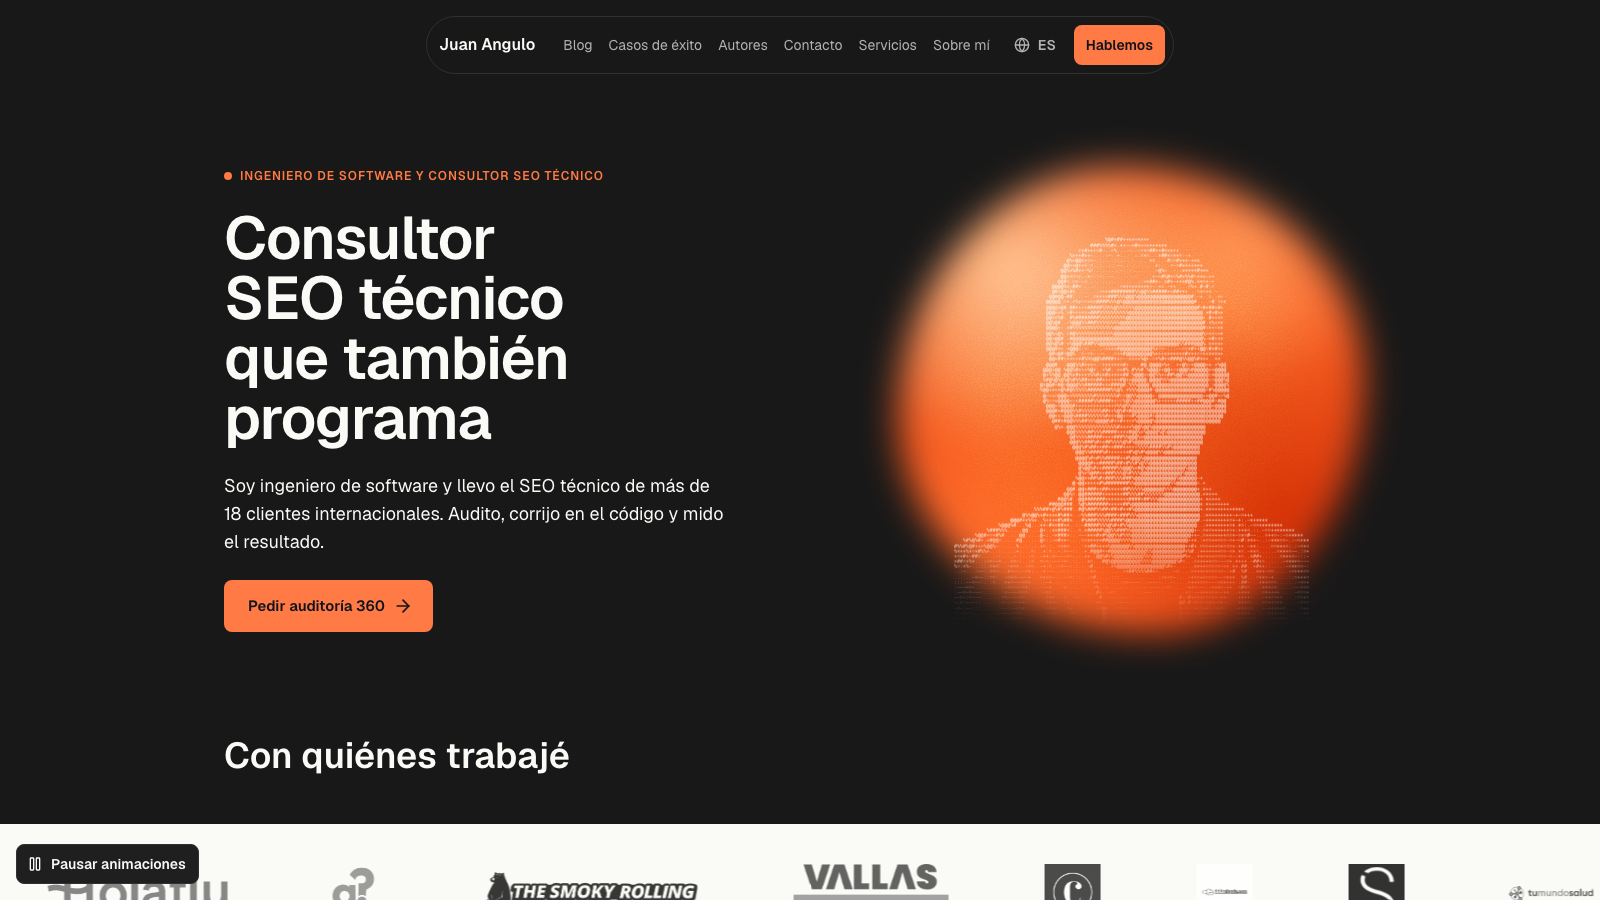 Juan Angulo
Blog
Casos de éxito
Autores
Contacto
Servicios
Sobre mí
ES
Hablemos
INGENIERO DE SOFTWARE Y CONSULTOR SEO TÉCNICO
Consultor
SEO técnico
que también
programa
Soy ingeniero de software y llevo el SEO técnico de más de
18 clientes internacionales. Audito, corrijo en el código y mido
el resultado.
Pedir auditoría 360
Con quiénes trabajé
Pausar animaciones
THE SMOKY ROLLING
VALLAS
tumundosalud